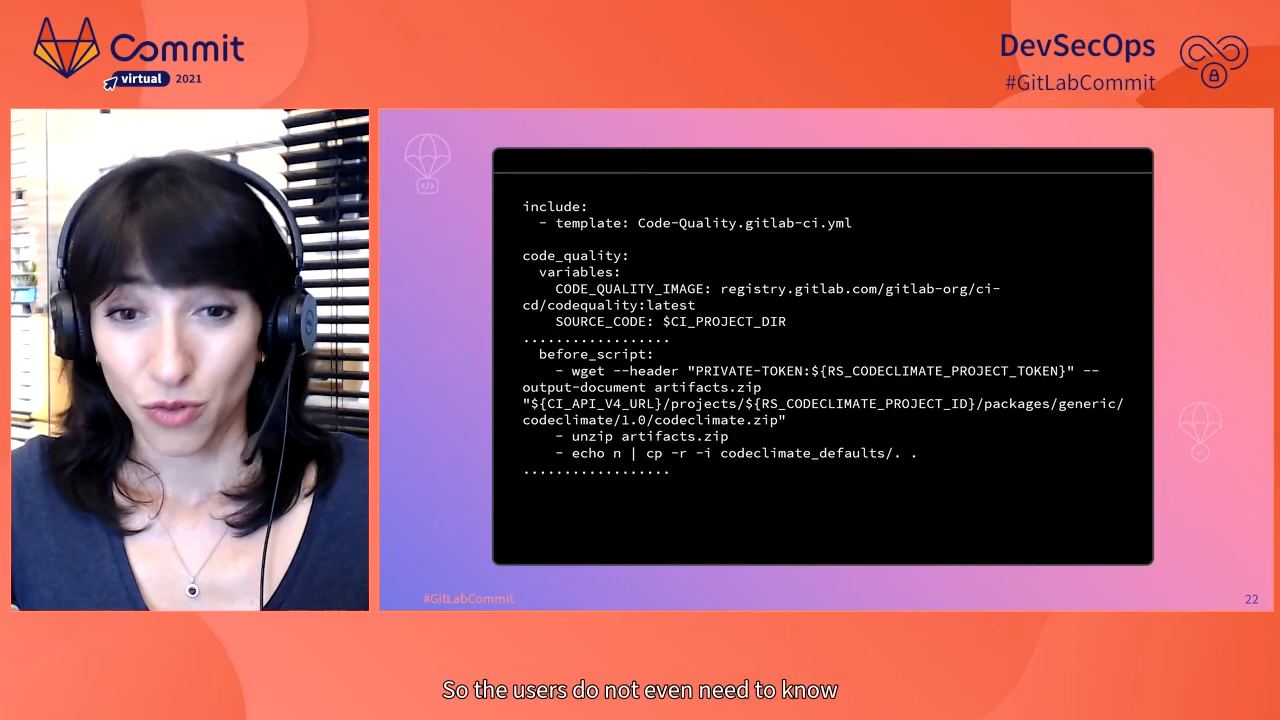 Commit
virtual 2021
DevSecOps
#GitLabCommit
include:
  - template: Code-Quality.gitlab-ci.yml
code_quality:
  variables:
    CODE_QUALITY_IMAGE: registry.gitlab.com/gitlab-org/ci-
cd/codequality:latest
    SOURCE_CODE: $CI_PROJECT_DIR
..................
  before_script:
    - wget --header "PRIVATE-TOKEN:${RS_CODECLIMATE_PROJECT_TOKEN}" --
output-document artifacts.zip
"${CI_API_V4_URL}/projects/${RS_CODECLIMATE_PROJECT_ID}/packages/generic/
codeclimate/1.0/codeclimate.zip"
    - unzip artifacts.zip
    - echo n | cp -r -i codeclimate_defaults/. .
..................
#GitLabCommit
22
So the users do not even need to know